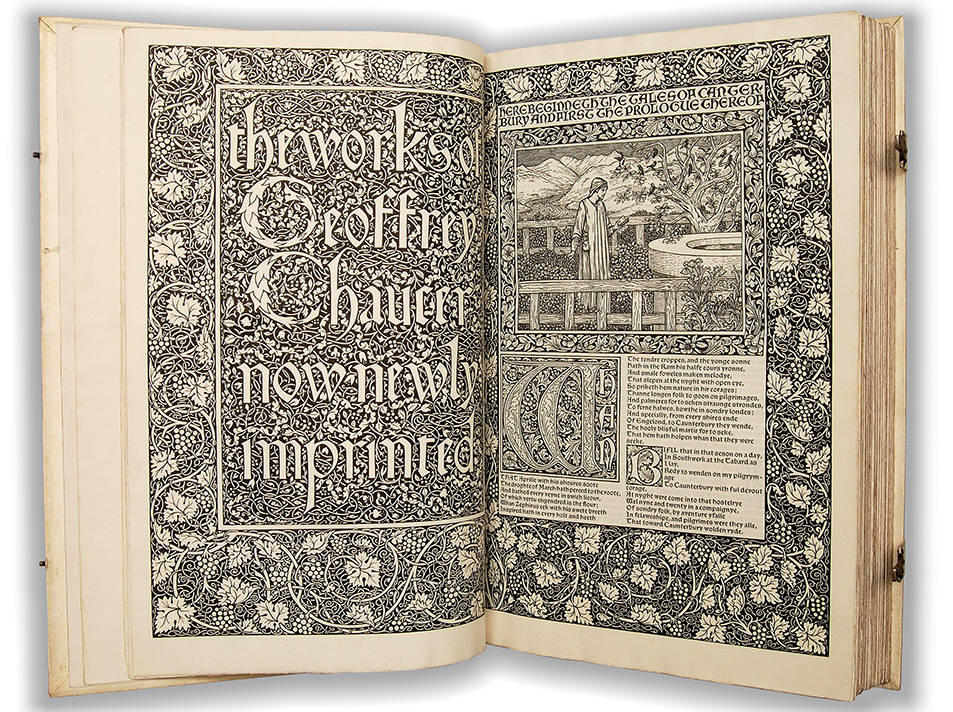 the works of
Geoffrey
Chaucer
now newly
imprinted
HERE BEGINNETH THE TALES OF CANTER
BURY AND FIRST THE PROLOGUE THEREOF
WHAN
THAT Aprille with his shoures soote
The droghte of March hath perced to the roote,
And bathed every veyne in swich licour,
Of which vertu engendred is the flour;
Whan Zephirus eek with his swete breeth
Inspired hath in every holt and heeth
The tendre croppes, and the yonge sonne
Hath in the Ram his halfe cours yronne,
And smale foweles maken melodye,
That slepen al the nyght with open eye,
So priketh hem nature in hir corages;
Thanne longen folk to goon on pilgrimages,
And palmeres for to seken straunge strondes,
To ferne halwes, kowthe in sondry londes;
And specially, from every shires ende
Of Engelond, to Caunterbury they wende,
The hooly blisful martir for to seke,
That hem hath holpen whan that they were
seeke.
BIFIL that in that seson on a day,
In Southwerk at the Tabard as
I lay,
Redy to wenden on my pilgrym-
age
To Caunterbury with ful devout
corage,
At nyght were come into that hostelrye
Wel nyne and twenty in a compaignye,
Of sondry folk, by aventure yfalle
In felaweshipe, and pilgrimes were they alle,
That toward Caunterbury wolden ryde.